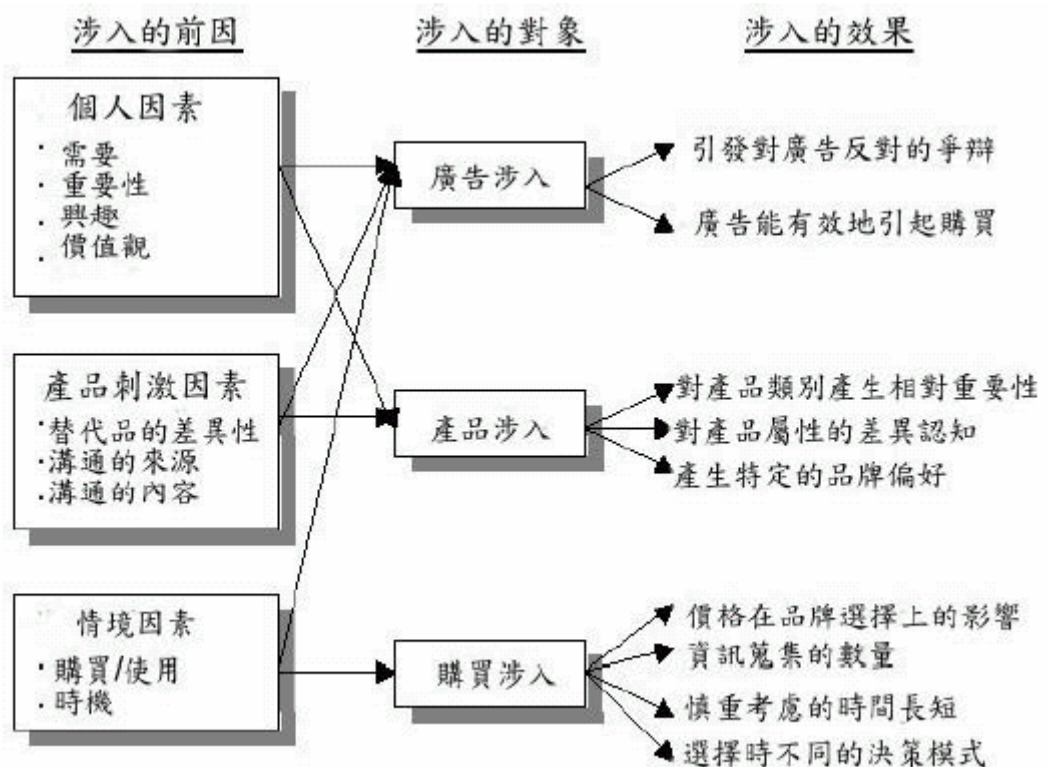 涉入的前因
涉入的對象
涉入的效果
個人因素
· 需要
· 重要性
· 興趣
· 價值觀
產品刺激因素
·替代品的差異性
·溝通的來源
·溝通的內容
情境因素
· 購買/使用
· 時機
廣告涉入
產品涉入
購買涉入
引發對廣告反對的爭辯
廣告能有效地引起購買
對產品類別產生相對重要性
對產品屬性的差異認知
產生特定的品牌偏好
價格在品牌選擇上的影響
資訊蒐集的數量
慎重考慮的時間長短
選擇時不同的決策模式